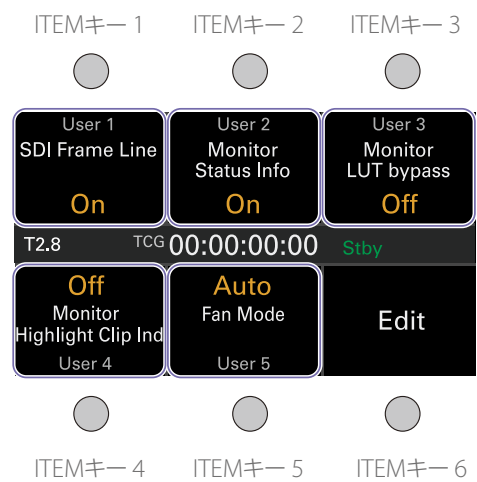 ITEMキー 1 ITEMキー 2 ITEMキー 3
User 1 User 2 User 3
SDI Frame Line Monitor Status Info Monitor LUT bypass
On On Off
T2.8 TCG 00:00:00:00 Stby
Off Auto
Monitor Highlight Clip Ind Fan Mode Edit
User 4 User 5
ITEMキー 4 ITEMキー 5 ITEMキー 6